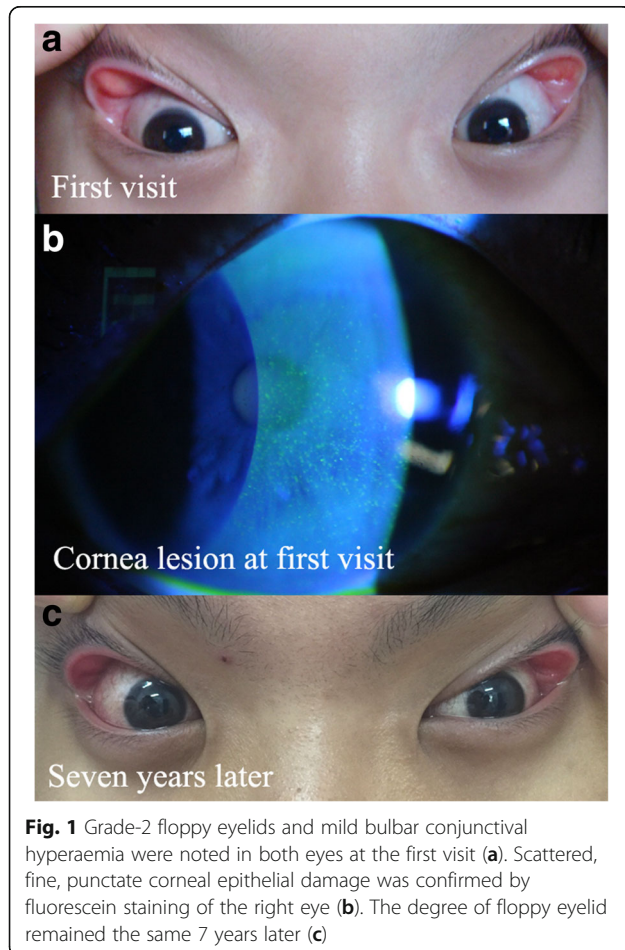 a
First visit
b
Cornea lesion at first visit
c
Seven years later
Fig. 1 Grade-2 floppy eyelids and mild bulbar conjunctival
hyperaemia were noted in both eyes at the first visit (a). Scattered,
fine, punctate corneal epithelial damage was confirmed by
fluorescein staining of the right eye (b). The degree of floppy eyelid
remained the same 7 years later (c)